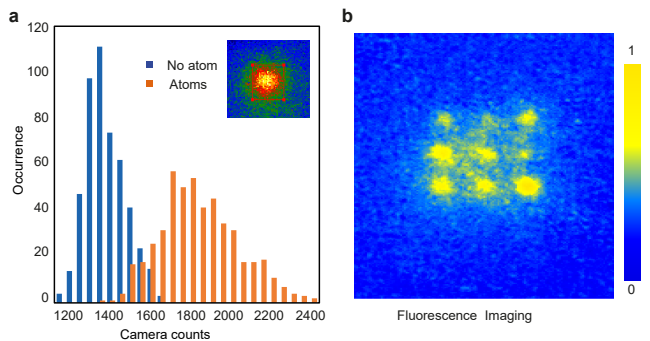 a
120
100
80
60
40
20
0
Occurrence
No atom
Atoms
1200 1400 1600 1800 2000 2200 2400
Camera counts
b
1
0
Fluorescence Imaging